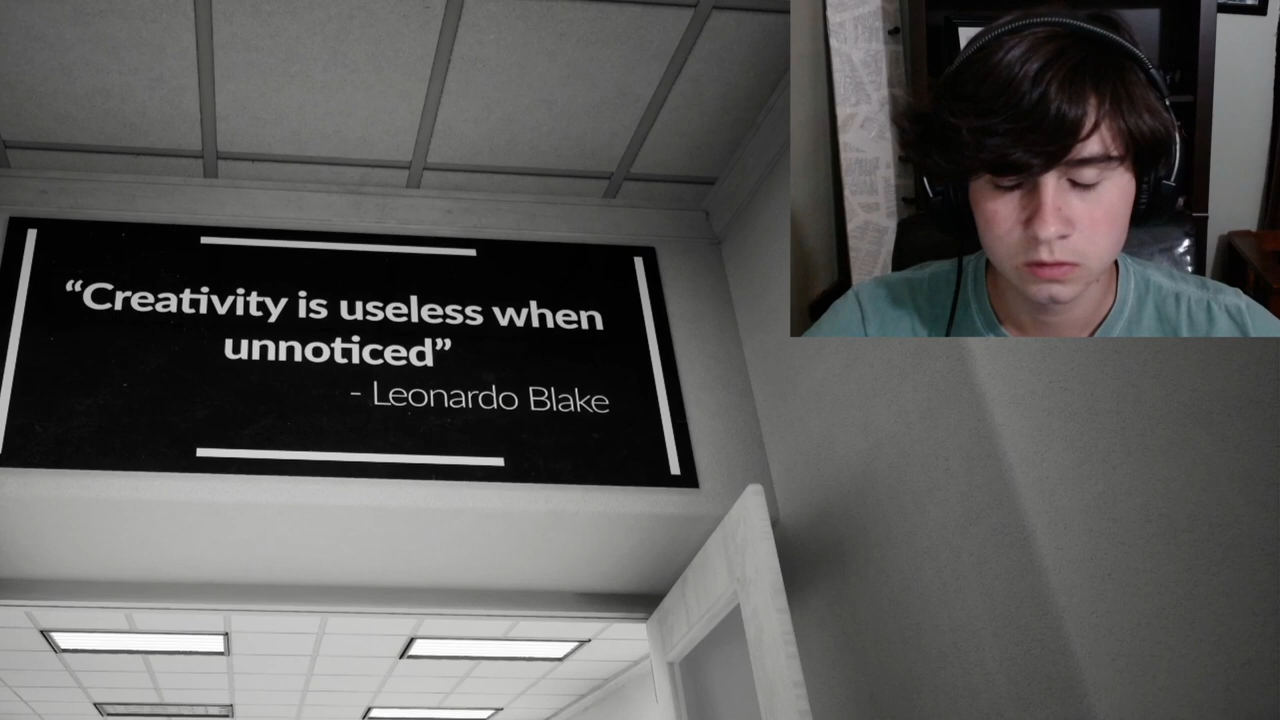 “Creativity is useless when
unnoticed”
- Leonardo Blake